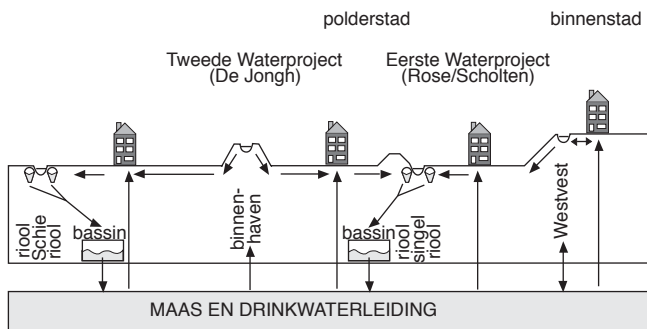 polderstad
binnenstad
Tweede Waterproject
(De Jongh)
Eerste Waterproject
(Rose/Scholten)
riool
Schie
riool
bassin
binnen-
haven
bassin
riool
singel
riool
Westvest
MAAS EN DRINKWATERLEIDING